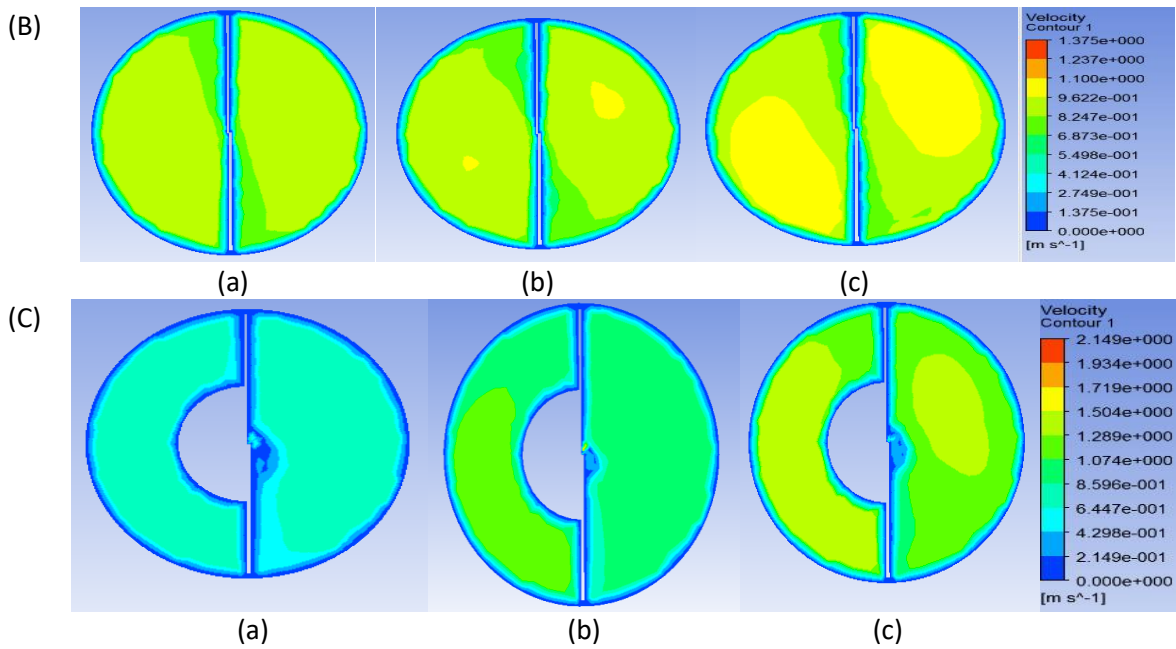 (B)
Velocity
Contour 1
1.375e+000
1.237e+000
1.100e+000
9.622e-001
8.247e-001
6.873e-001
5.498e-001
4.124e-001
2.749e-001
1.375e-001
0.000e+000
[m s^-1]
(a)
(b)
(c)
(C)
Velocity
Contour 1
2.149e+000
1.934e+000
1.719e+000
1.504e+000
1.289e+000
1.074e+000
8.596e-001
6.447e-001
4.298e-001
2.149e-001
0.000e+000
[m s^-1]
(a)
(b)
(c)